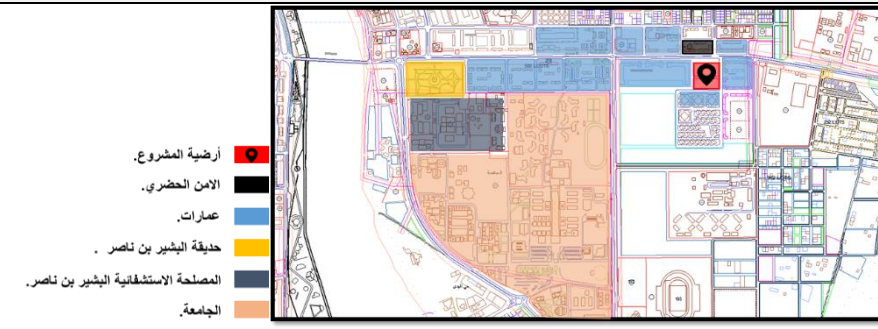 أرضية المشروع.
الامن الحضري.
عمارات.
حديقة البشير بن ناصر .
المصلحة الاستشفائية البشير بن ناصر.
الجامعة.